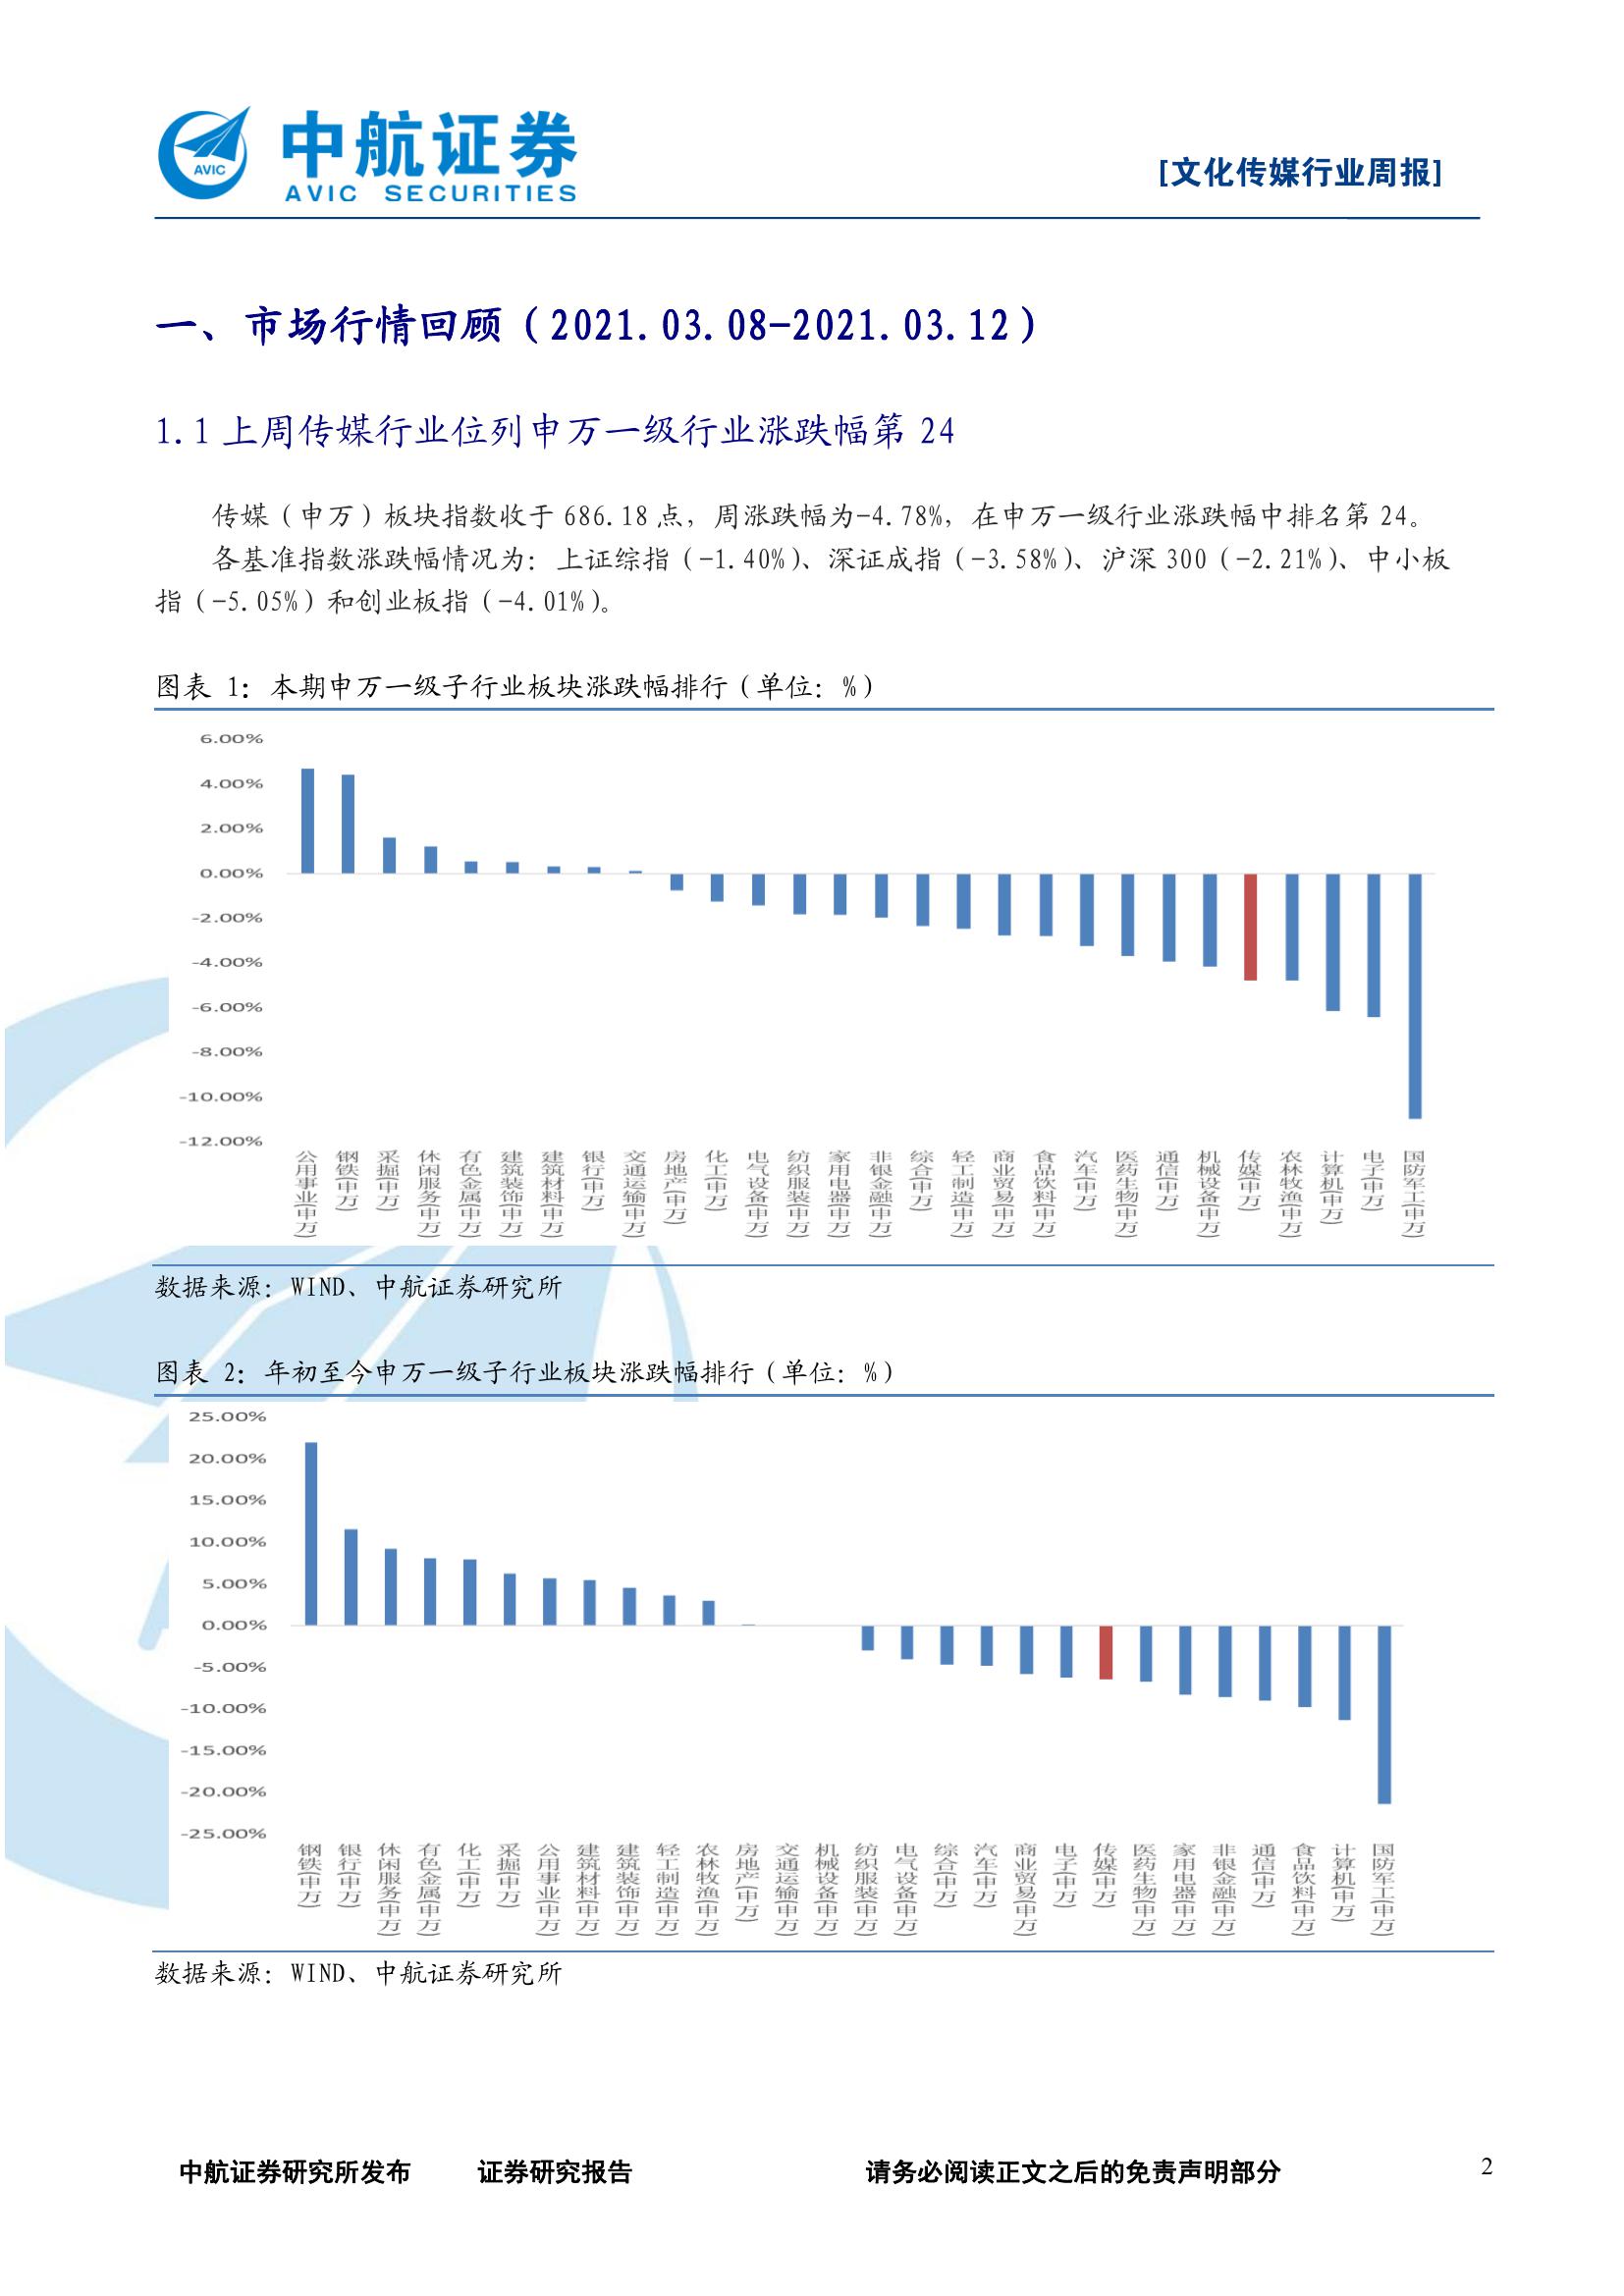 AVIC
中航证券
AVIC SECURITIES
[文化传媒行业周报]
一、市场行情回顾（2021.03.08-2021.03.12）
1.1 上周传媒行业位列申万一级行业涨跌幅第 24
传媒（申万）板块指数收于 686.18 点，周涨跌幅为-4.78%，在申万一级行业涨跌幅中排名第 24。
各基准指数涨跌幅情况为：上证综指（-1.40%）、深证成指（-3.58%）、沪深 300（-2.21%）、中小板
指（-5.05%）和创业板指（-4.01%）。
图表 1：本期申万一级子行业板块涨跌幅排行（单位：%）
6.00%
4.00%
2.00%
0.00%
-2.00%
-4.00%
-6.00%
-8.00%
-10.00%
-12.00%
公用事业(申万)
钢铁(申万)
采掘(申万)
休闲服务(申万)
有色金属(申万)
建筑装饰(申万)
建筑材料(申万)
银行(申万)
交通运输(申万)
房地产(申万)
化工(申万)
电气设备(申万)
纺织服装(申万)
家用电器(申万)
非银金融(申万)
综合(申万)
轻工制造(申万)
商业贸易(申万)
食品饮料(申万)
汽车(申万)
医药生物(申万)
通信(申万)
机械设备(申万)
传媒(申万)
农林牧渔(申万)
计算机(申万)
电子(申万)
国防军工(申万)
数据来源：WIND、中航证券研究所
图表 2：年初至今申万一级子行业板块涨跌幅排行（单位：%）
25.00%
20.00%
15.00%
10.00%
5.00%
0.00%
-5.00%
-10.00%
-15.00%
-20.00%
-25.00%
钢铁(申万)
银行(申万)
休闲服务(申万)
有色金属(申万)
化工(申万)
采掘(申万)
公用事业(申万)
建筑材料(申万)
建筑装饰(申万)
轻工制造(申万)
农林牧渔(申万)
房地产(申万)
交通运输(申万)
机械设备(申万)
纺织服装(申万)
电气设备(申万)
综合(申万)
汽车(申万)
商业贸易(申万)
电子(申万)
传媒(申万)
医药生物(申万)
家用电器(申万)
非银金融(申万)
通信(申万)
食品饮料(申万)
计算机(申万)
国防军工(申万)
数据来源：WIND、中航证券研究所
中航证券研究所发布 证券研究报告 请务必阅读正文之后的免责声明部分 2